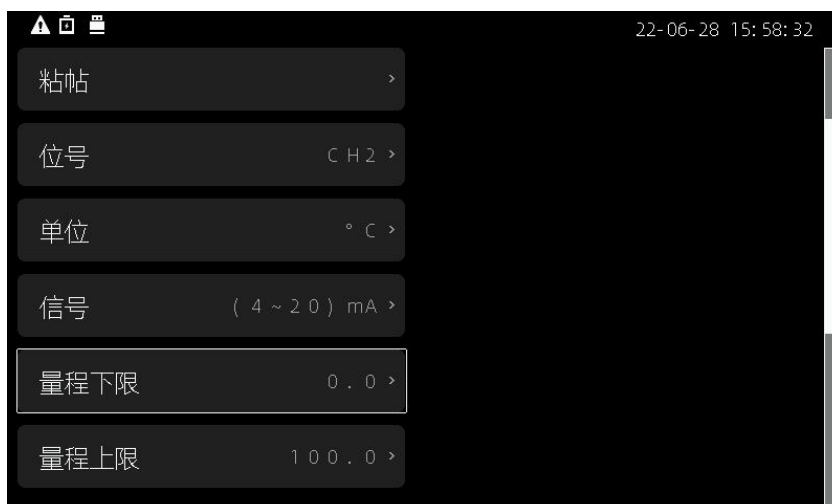 22-06-28 15:58:32
粘帖 >
位号 CH2 >
单位 °C >
信号 (4~20) mA >
量程下限 0.0 >
量程上限 100.0 >